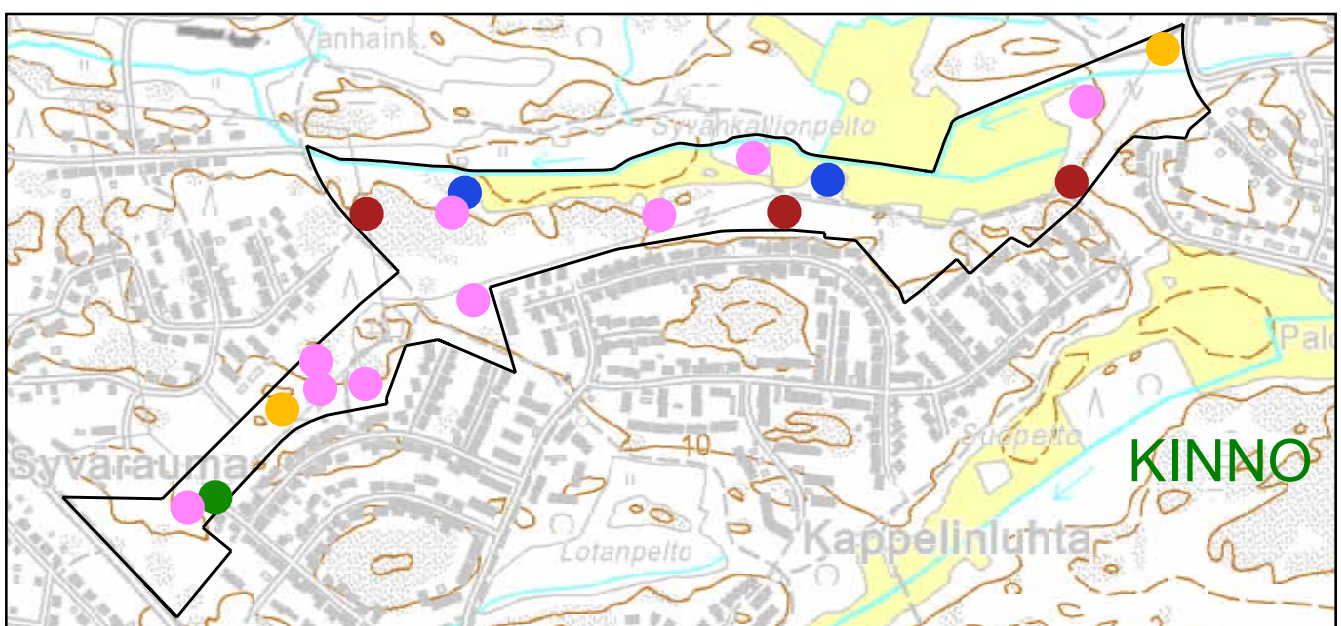 Vanhaink.
Syvänkallionpelto
Palo
Suopelto
Syvärauma
10
KINNO
Kappelinluhta
Lotanpelto